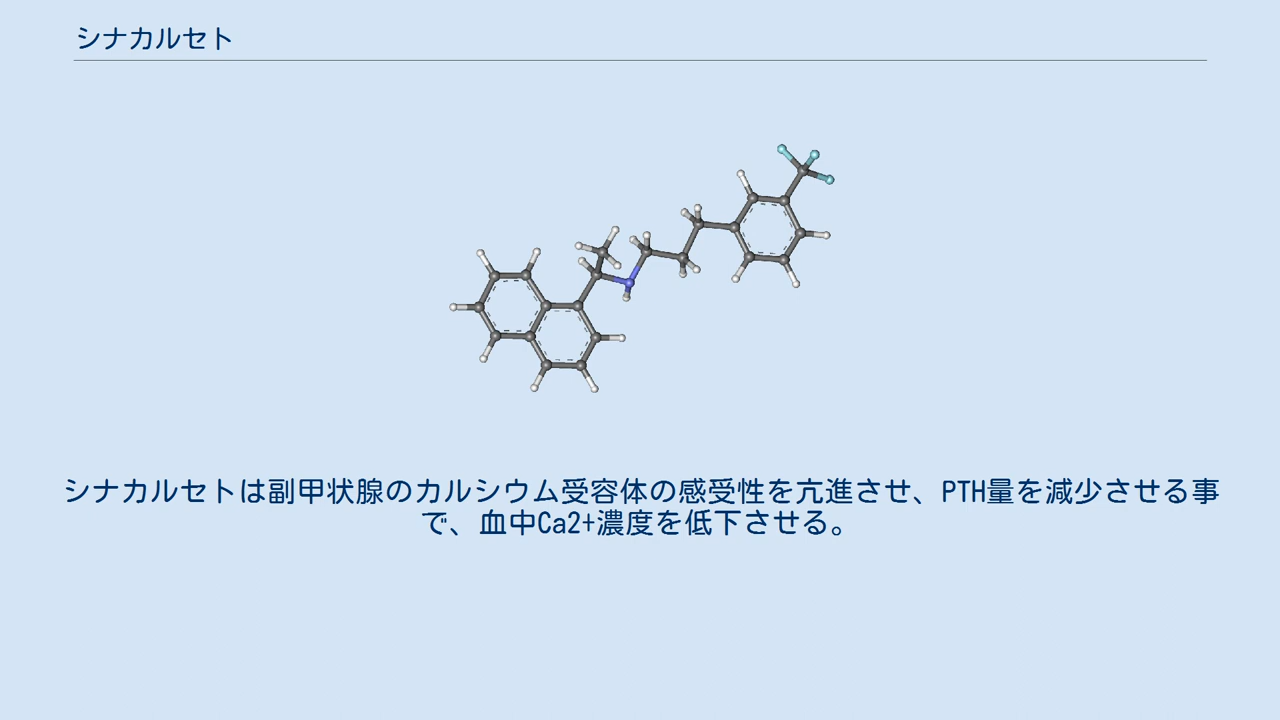 シナカルセト
シナカルセトは副甲状腺のカルシウム受容体の感受性を亢進させ、PTH量を減少させる事
で、血中Ca2+濃度を低下させる。